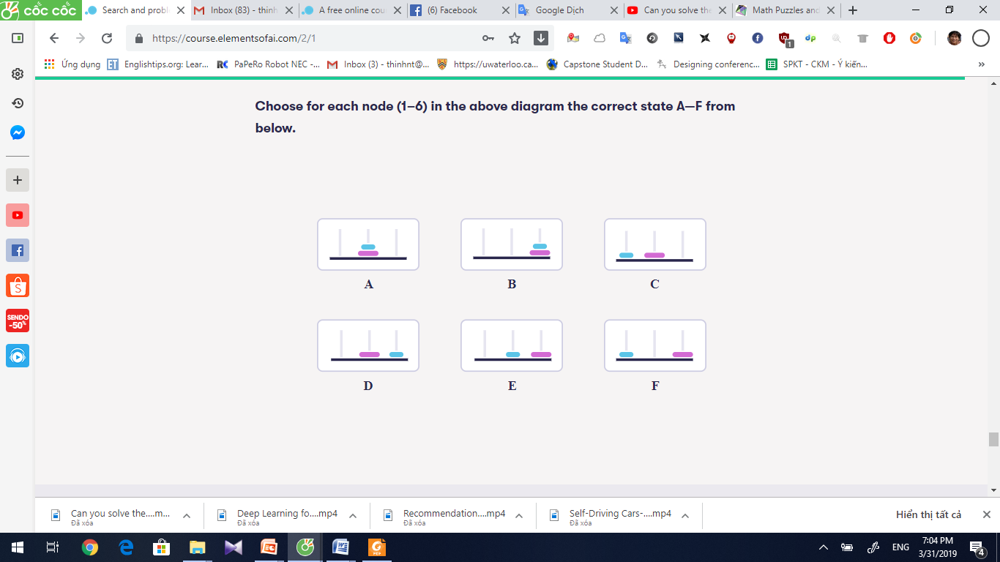 cốc cốc
Search and probl
Inbox (83) - thinh
A free online cou
(6) Facebook
Google Dịch
Can you solve the
Math Puzzles and
https://course.elementsofai.com/2/1
1
Ứng dụng
ET
Englishtips.org: Lear...
PaPeRo Robot NEC -...
Inbox (3) - thinhnt@...
https://uwaterloo.ca...
Capstone Student D...
Designing conferenc...
SPKT - CKM - Ý kiến...
Choose for each node (1–6) in the above diagram the correct state A—F from
below.
A
B
C
D
E
F
SENDO
-50%
Can you solve the....m...
Đã xóa
Deep Learning fo....mp4
Đã xóa
Recommendation....mp4
Đã xóa
Self-Driving Cars-....mp4
Đã xóa
Hiển thị tất cả
ENG
7:04 PM
3/31/2019
4